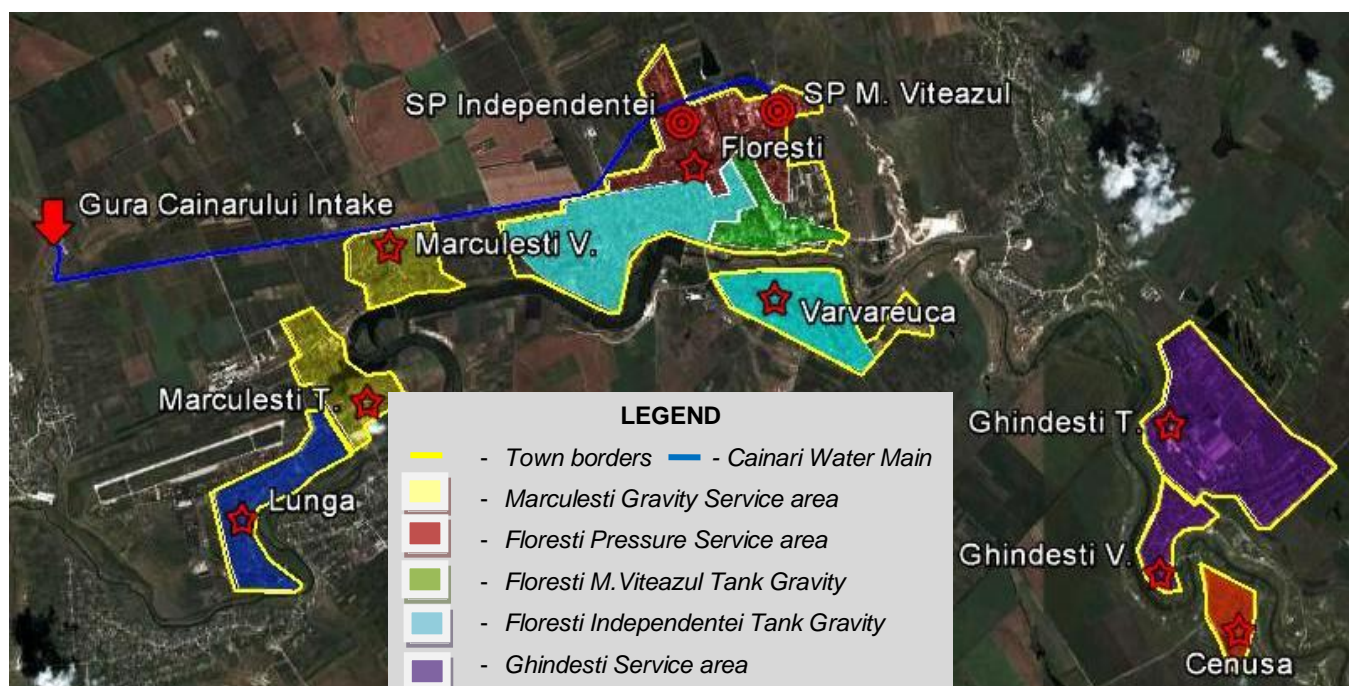 SP Independentei
SP M. Viteazul
Floresti
Gura Cainarului Intake
Marculesti V.
Varvareuca
Marculesti T.
Ghindesti T.
Lunga
Ghindesti V.
Cenusa
LEGEND
- Town borders - Cainari Water Main
- Marculesti Gravity Service area
- Floresti Pressure Service area
- Floresti M.Viteazul Tank Gravity
- Floresti Independentei Tank Gravity
- Ghindesti Service area